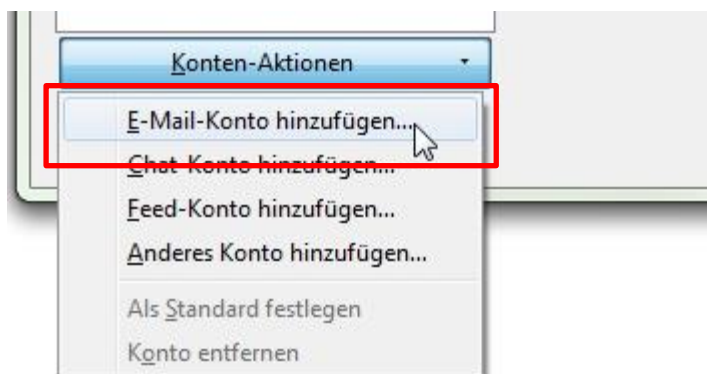 Konten-Aktionen
E-Mail-Konto hinzufügen...
Chat-Konto hinzufügen...
Feed-Konto hinzufügen...
Anderes Konto hinzufügen...
Als Standard festlegen
Konto entfernen